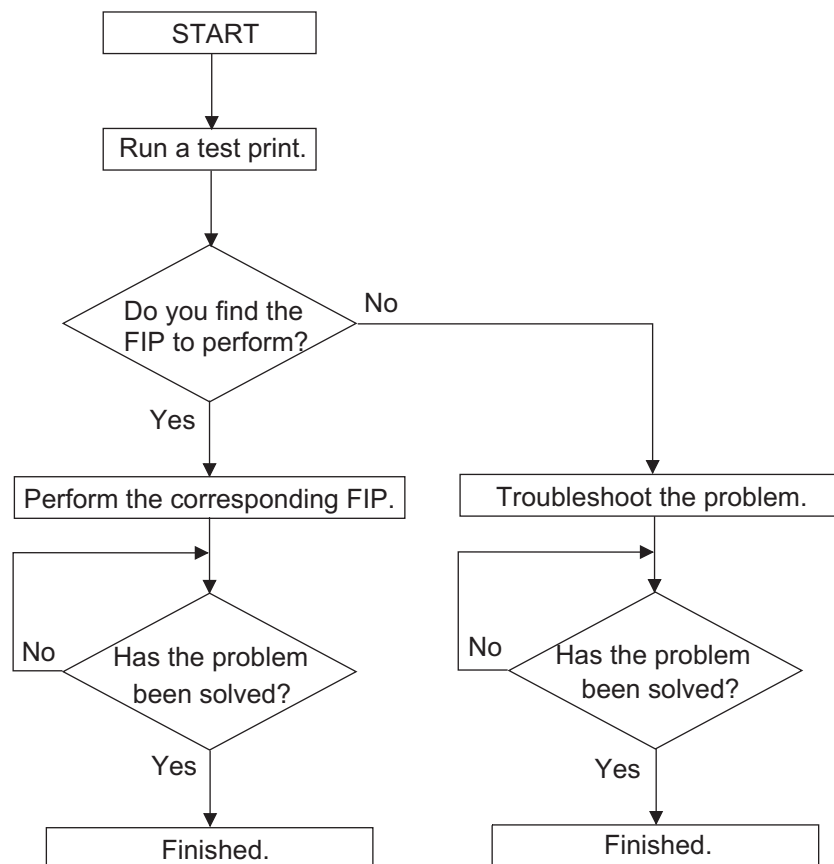 START
Run a test print.
Do you find the
FIP to perform?
No
Yes
Perform the corresponding FIP.
Troubleshoot the problem.
No
Has the problem
been solved?
No
Has the problem
been solved?
Yes
Yes
Finished.
Finished.